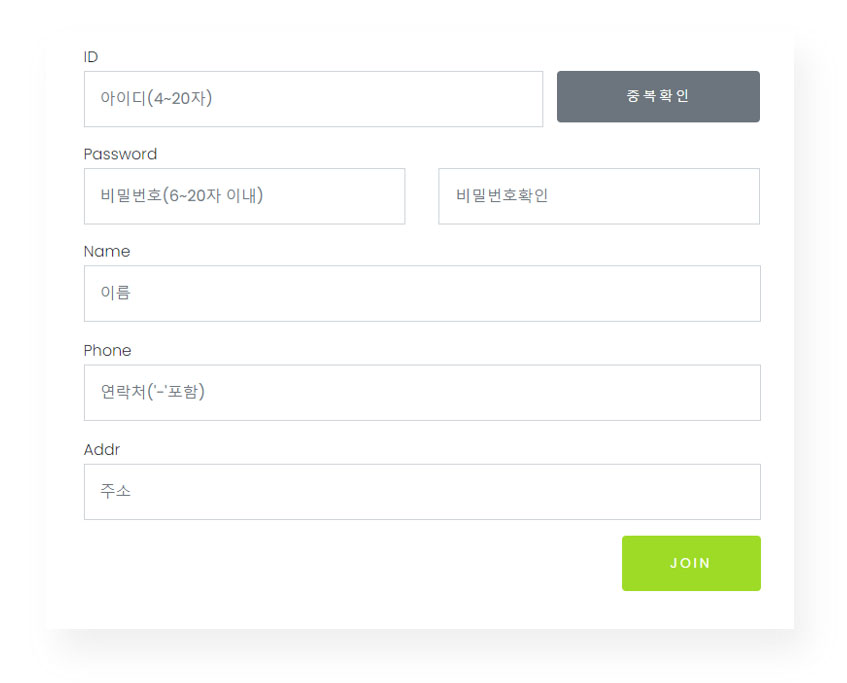 ID
아이디(4~20자)
중복확인
Password
비밀번호(6~20자 이내)
비밀번호확인
Name
이름
Phone
연락처('-'포함)
Addr
주소
JOIN